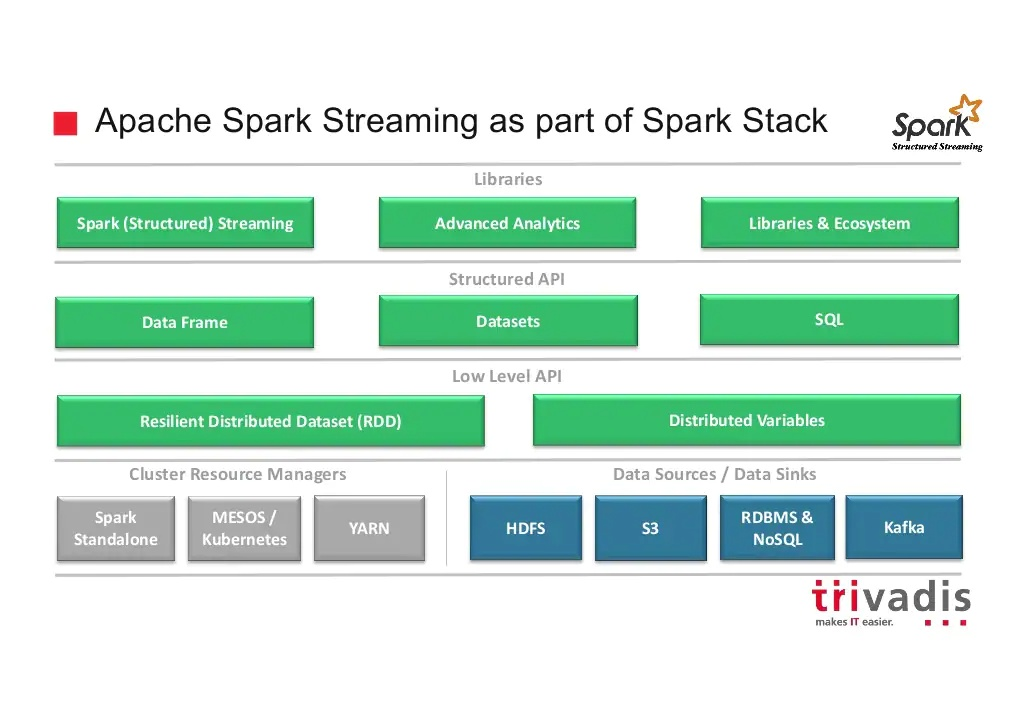 Apache Spark Streaming as part of Spark Stack
Spark
Structured Streaming
Libraries
Spark (Structured) Streaming
Advanced Analytics
Libraries & Ecosystem
Structured API
Data Frame
Datasets
SQL
Low Level API
Resilient Distributed Dataset (RDD)
Distributed Variables
Cluster Resource Managers
Data Sources / Data Sinks
Spark
Standalone
MESOS /
Kubernetes
YARN
HDFS
S3
RDBMS &
NoSQL
Kafka
trivadis
makes IT easier.